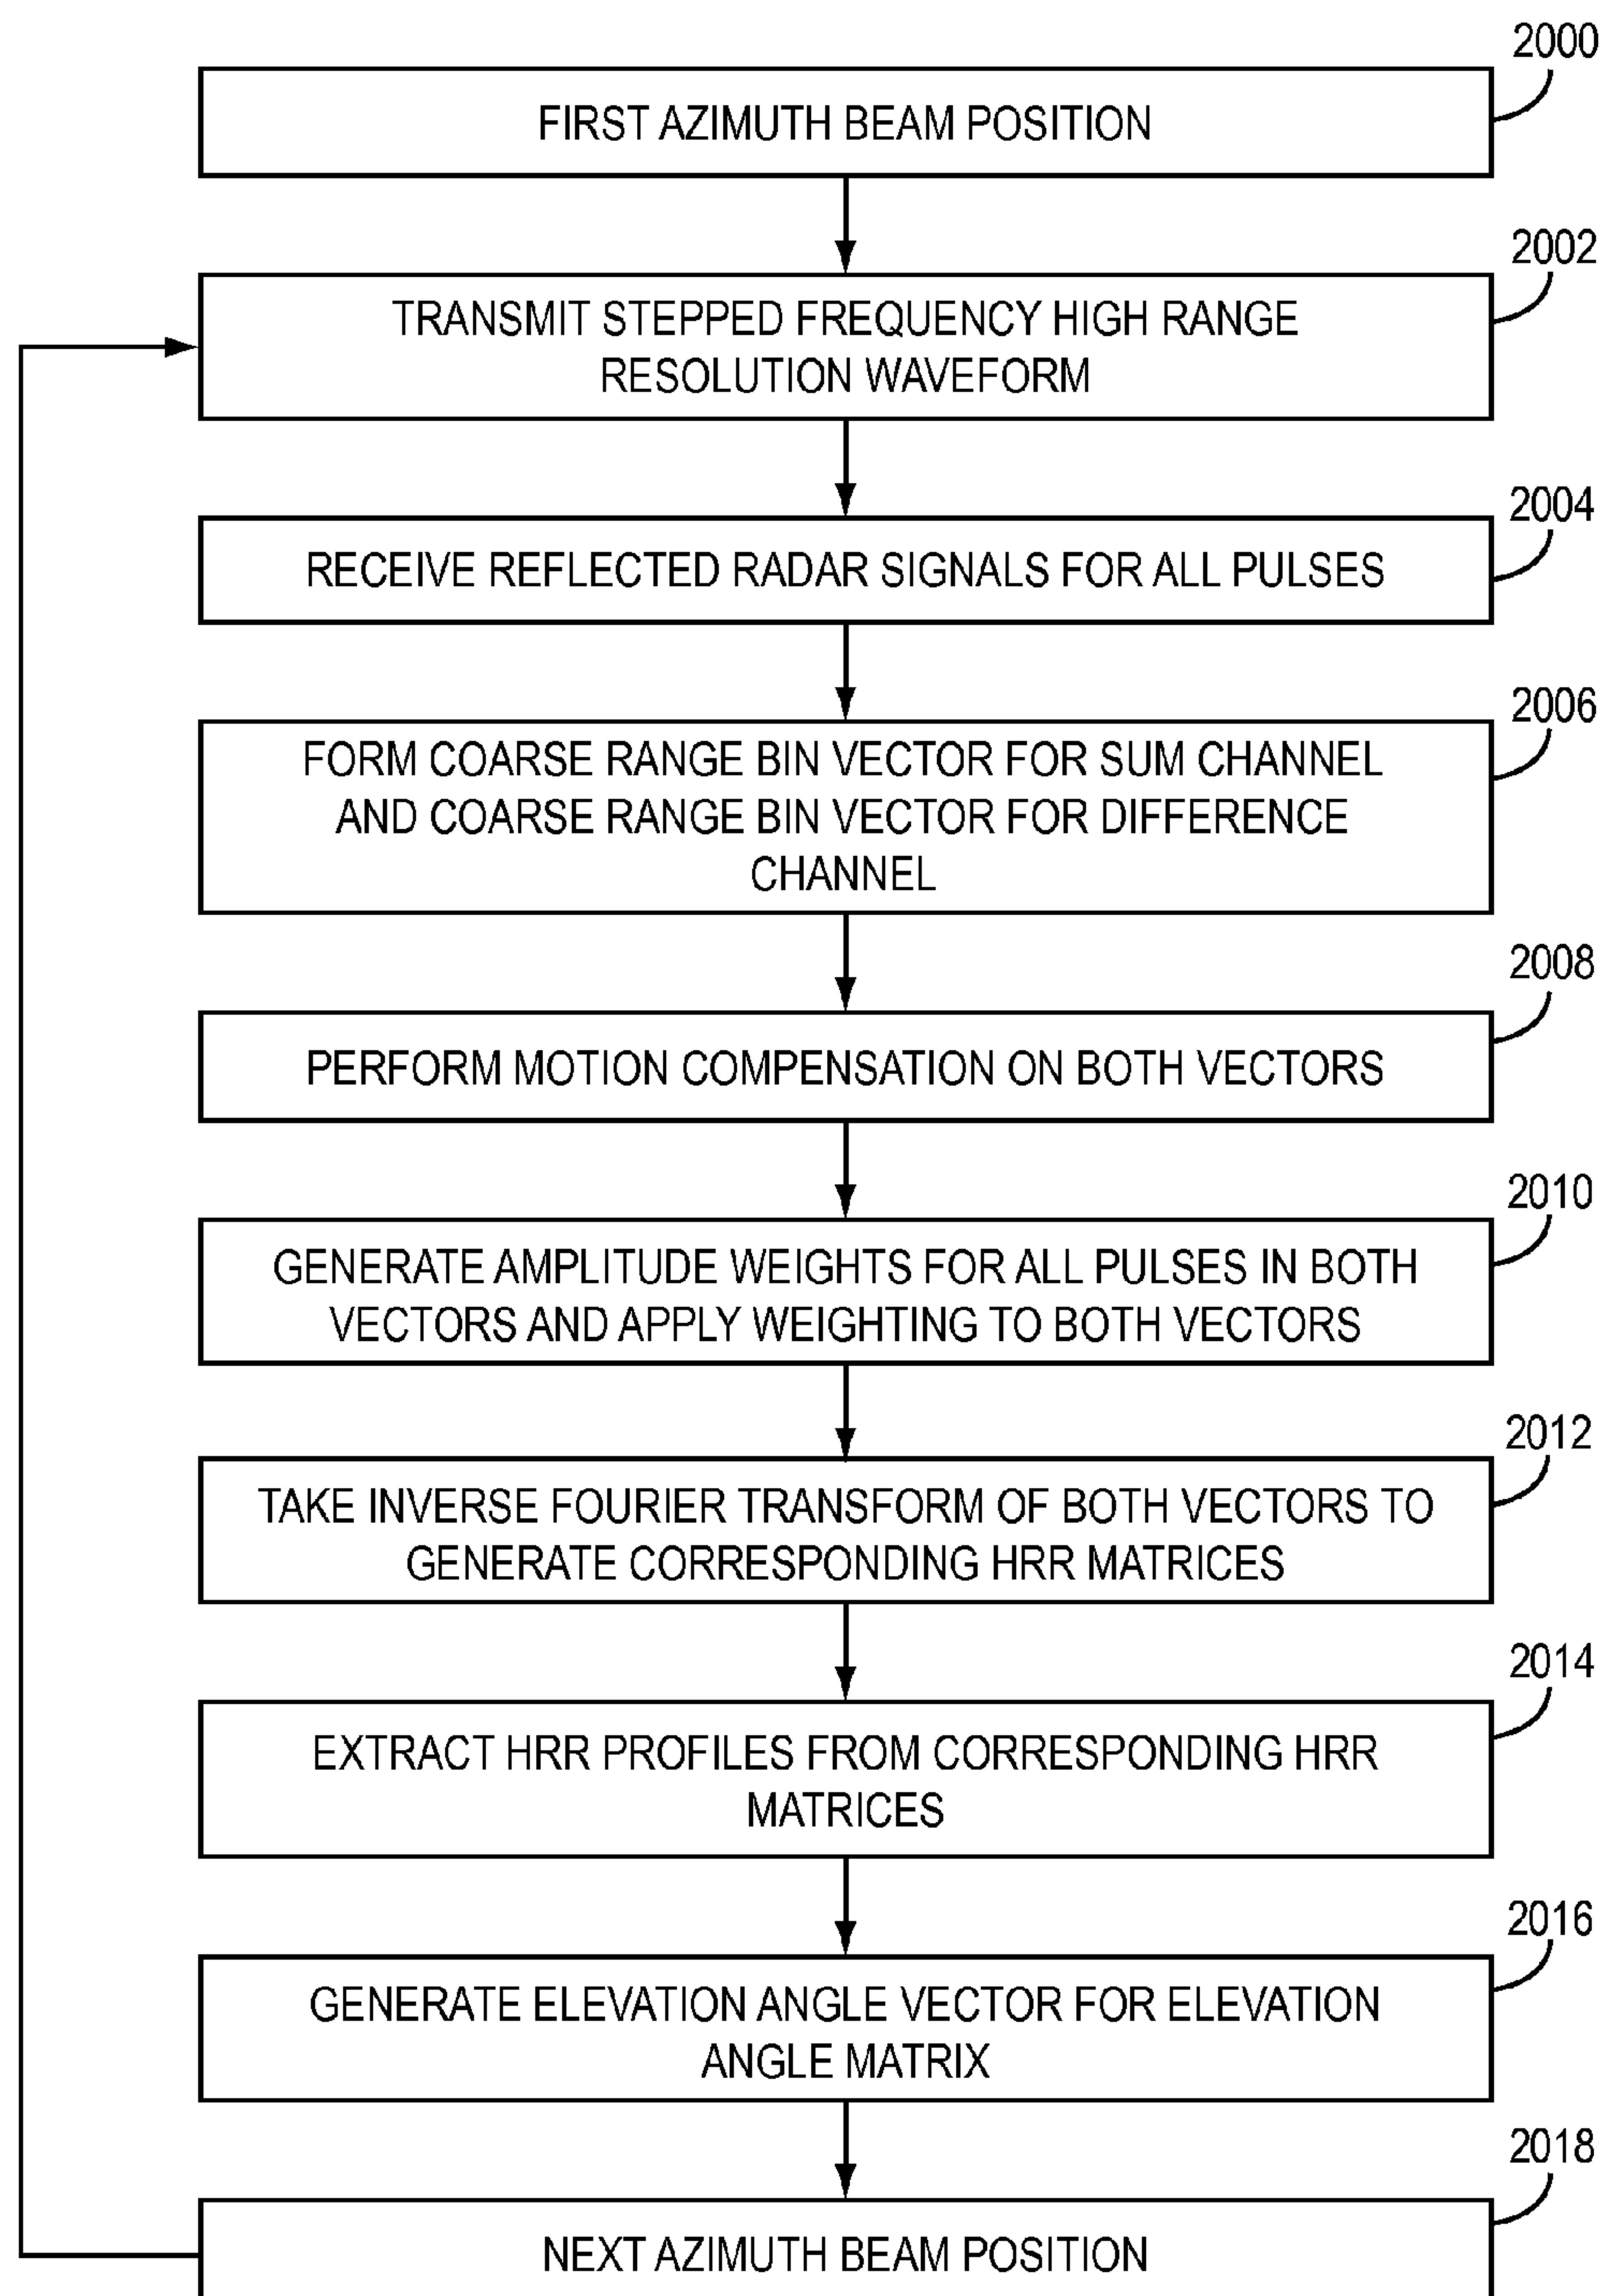 2000
FIRST AZIMUTH BEAM POSITION
2002
TRANSMIT STEPPED FREQUENCY HIGH RANGE
RESOLUTION WAVEFORM
2004
RECEIVE REFLECTED RADAR SIGNALS FOR ALL PULSES
2006
FORM COARSE RANGE BIN VECTOR FOR SUM CHANNEL
AND COARSE RANGE BIN VECTOR FOR DIFFERENCE
CHANNEL
2008
PERFORM MOTION COMPENSATION ON BOTH VECTORS
2010
GENERATE AMPLITUDE WEIGHTS FOR ALL PULSES IN BOTH
VECTORS AND APPLY WEIGHTING TO BOTH VECTORS
2012
TAKE INVERSE FOURIER TRANSFORM OF BOTH VECTORS TO
GENERATE CORRESPONDING HRR MATRICES
2014
EXTRACT HRR PROFILES FROM CORRESPONDING HRR
MATRICES
2016
GENERATE ELEVATION ANGLE VECTOR FOR ELEVATION
ANGLE MATRIX
2018
NEXT AZIMUTH BEAM POSITION